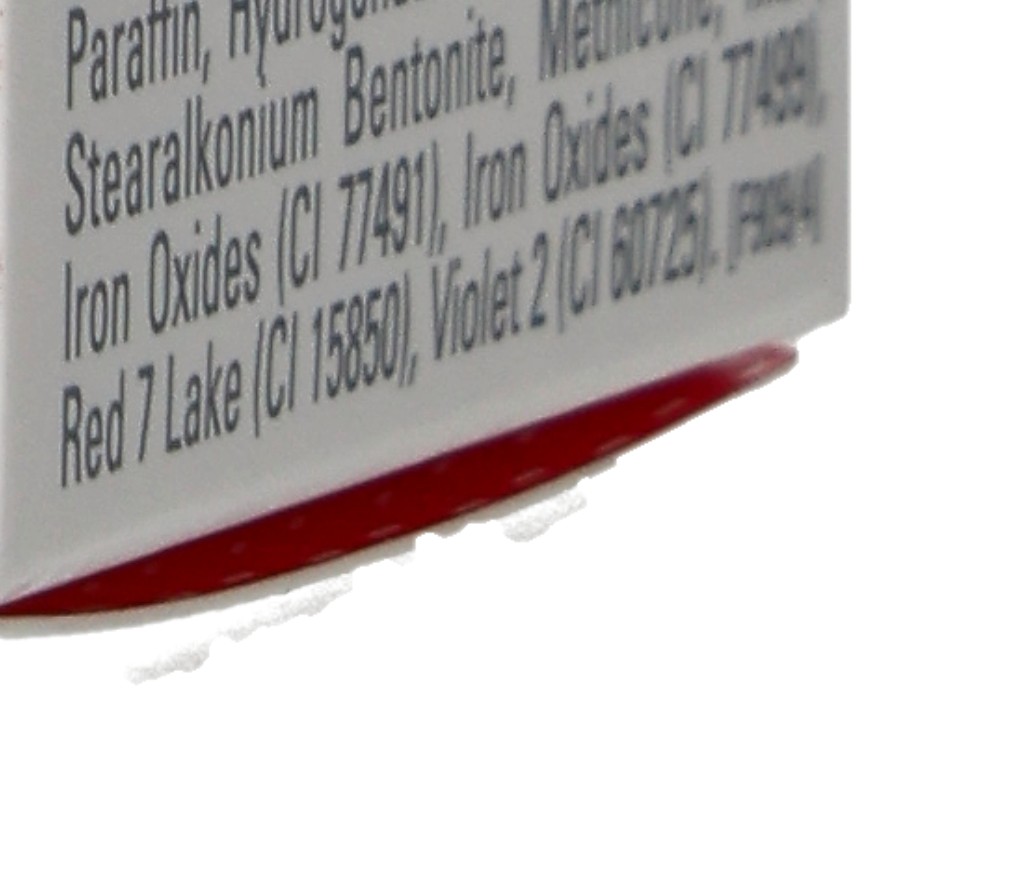 Paraffin,
Stearalkonium Bentonite, Methicone,
Iron Oxides (CI 77491), Iron Oxides (CI 77499),
Red 7 Lake (CI 15850), Violet 2 (CI 60725).